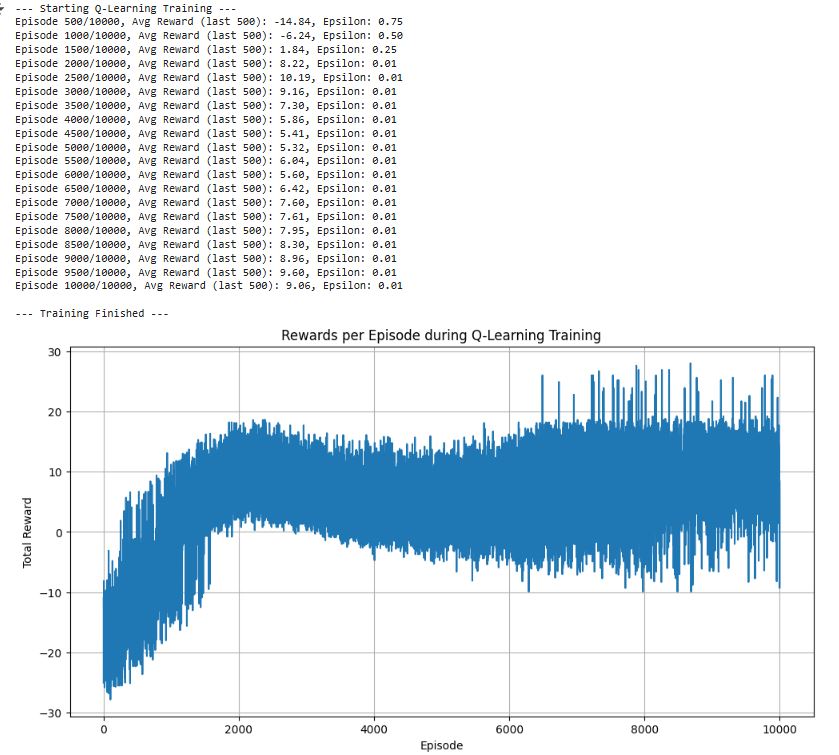 --- Starting Q-Learning Training ---
Episode 500/10000, Avg Reward (last 500): -14.84, Epsilon: 0.75
Episode 1000/10000, Avg Reward (last 500): -6.24, Epsilon: 0.50
Episode 1500/10000, Avg Reward (last 500): 1.84, Epsilon: 0.25
Episode 2000/10000, Avg Reward (last 500): 8.22, Epsilon: 0.01
Episode 2500/10000, Avg Reward (last 500): 10.19, Epsilon: 0.01
Episode 3000/10000, Avg Reward (last 500): 9.16, Epsilon: 0.01
Episode 3500/10000, Avg Reward (last 500): 7.30, Epsilon: 0.01
Episode 4000/10000, Avg Reward (last 500): 5.86, Epsilon: 0.01
Episode 4500/10000, Avg Reward (last 500): 5.41, Epsilon: 0.01
Episode 5000/10000, Avg Reward (last 500): 5.32, Epsilon: 0.01
Episode 5500/10000, Avg Reward (last 500): 6.04, Epsilon: 0.01
Episode 6000/10000, Avg Reward (last 500): 5.60, Epsilon: 0.01
Episode 6500/10000, Avg Reward (last 500): 6.42, Epsilon: 0.01
Episode 7000/10000, Avg Reward (last 500): 7.60, Epsilon: 0.01
Episode 7500/10000, Avg Reward (last 500): 7.61, Epsilon: 0.01
Episode 8000/10000, Avg Reward (last 500): 7.95, Epsilon: 0.01
Episode 8500/10000, Avg Reward (last 500): 8.30, Epsilon: 0.01
Episode 9000/10000, Avg Reward (last 500): 8.96, Epsilon: 0.01
Episode 9500/10000, Avg Reward (last 500): 9.60, Epsilon: 0.01
Episode 10000/10000, Avg Reward (last 500): 9.06, Epsilon: 0.01
--- Training Finished ---
Rewards per Episode during Q-Learning Training
30
20
10
0
−10
−20
−30
Total Reward
0 2000 4000 6000 8000 10000
Episode